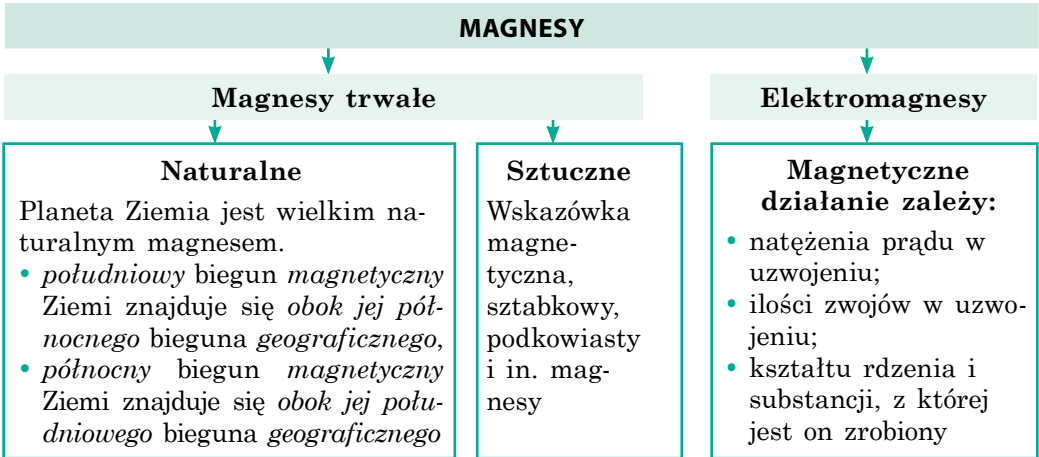 MAGNESY
Magnesy trwałe
Elektromagnesy
Naturalne
Planeta Ziemia jest wielkim na-
turalnym magnesem.
• południowy biegun magnetyczny
Ziemi znajduje się obok jej pół-
nocnego bieguna geograficznego,
• północny biegun magnetyczny
Ziemi znajduje się obok jej połu-
dniowego bieguna geograficznego
Sztuczne
Wskazówka
magne-
tyczna,
sztabkowy,
podkowiasty
i in. mag-
nesy
Magnetyczne
działanie zależy:
• natężenia prądu w
uzwojeniu;
• ilości zwojów w uzwo-
jeniu;
• kształtu rdzenia i
substancji, z której
jest on zrobiony